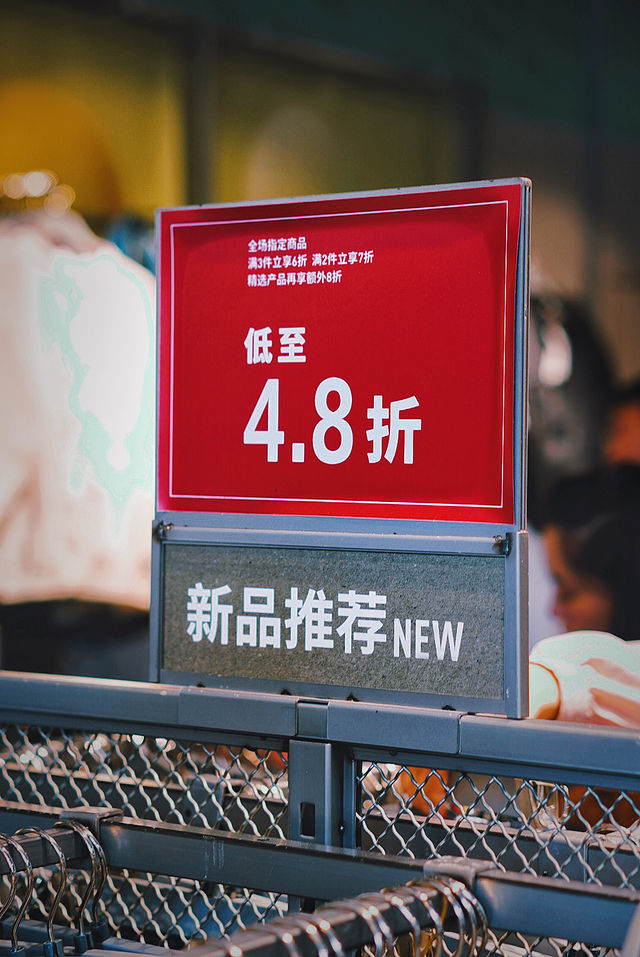 全场指定商品
满3件立享6折 满2件立享7折
精选产品再享额外8折
低至
4.8折
新品推荐NEW